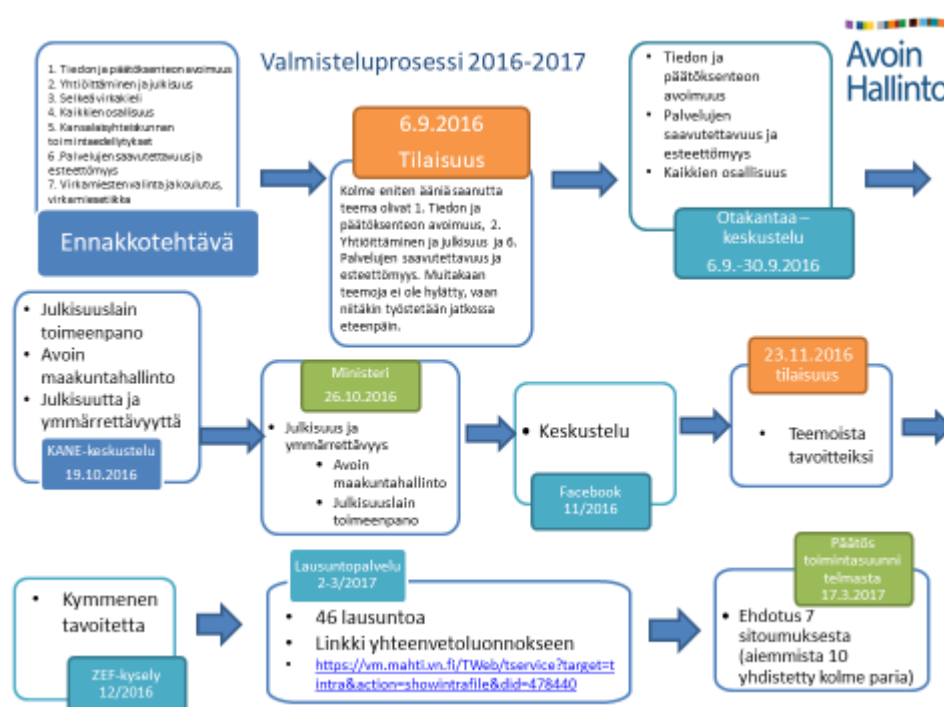 Valmisteluprosessi 2016-2017
Avoin
Hallinto
1. Tiedon ja päätöksenteon avoimuus
2. Yhtiöittäminen ja julkisuus
3. Selkeä virkakieli
4. Kaikkien osallisuus
5. Kansalaisyhteiskunnan
toimintaedellytykset
6 .Palvelujen saavutettavuus ja
esteettömyys
7. Virkamiesten valinta ja koulutus,
virkamiesetiikka
Ennakkotehtävä
6.9.2016
Tilaisuus
Kolme eniten ääniä saanutta
teema olivat 1. Tiedon ja
päätöksenteon avoimuus, 2.
Yhtiöittäminen ja julkisuus ja 6.
Palvelujen saavutettavuus ja
esteettömyys. Muitakaan
teemoja ei ole hylätty, vaan
niitäkin työstetään jatkossa
eteenpäin.
• Tiedon ja
päätöksenteon
avoimuus
• Palvelujen
saavutettavuus ja
esteettömyys
• Kaikkien osallisuus
Otakantaa –
keskustelu
6.9.-30.9.2016
• Julkisuuslain
toimeenpano
• Avoin
maakuntahallinto
• Julkisuutta ja
ymmärrettävyyttä
KANE-keskustelu
19.10.2016
Ministeri
26.10.2016
• Julkisuus ja
ymmärrettävyys
• Avoin
maakuntahallinto
• Julkisuuslain
toimeenpano
• Keskustelu
Facebook
11/2016
23.11.2016
tilaisuus
• Teemoista
tavoitteiksi
• Kymmenen
tavoitetta
ZEF-kysely
12/2016
Lausuntopalvelu
2-3/2017
• 46 lausuntoa
• Linkki yhteenvetoluonnokseen
• https://vm.mahti.vn.fi/TWeb/tservice?target=t
intra&action=showintrafile&did=478440
Päätös
toimintasuunni
telmasta
17.3.2017
• Ehdotus 7
sitoumuksesta
(aiemmista 10
yhdistetty kolme paria)